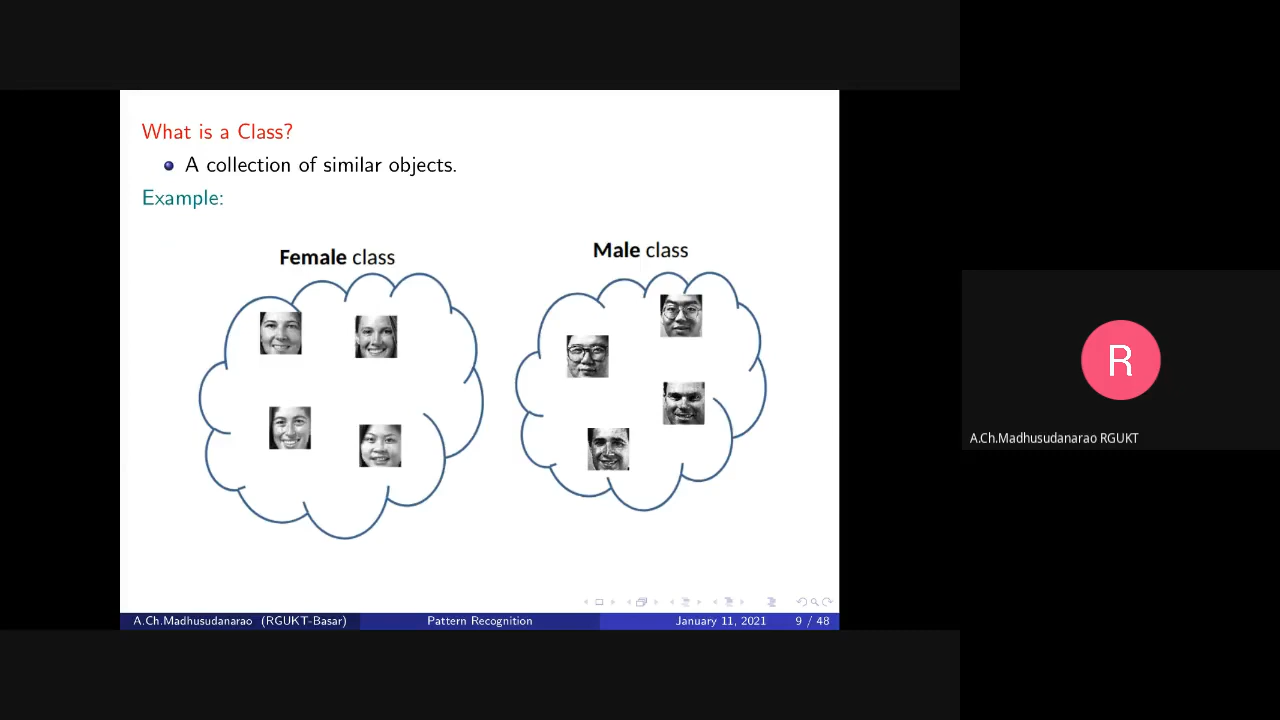 What is a Class?
A collection of similar objects.
Example:
Female class
Male class
R
A.Ch.Madhusudanarao RGUKT
A.Ch.Madhusudanarao (RGUKT-Basar)
Pattern Recognition
January 11, 2021
9 / 48